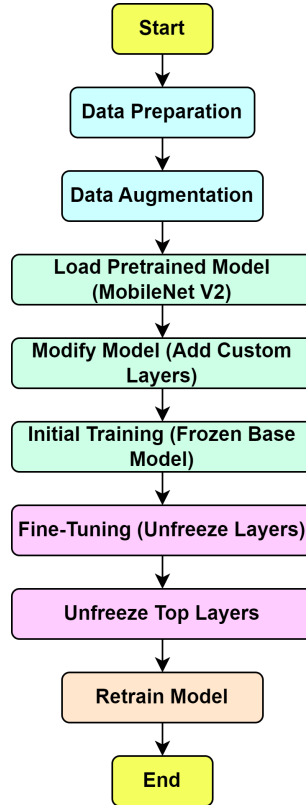 Start
Data Preparation
Data Augmentation
Load Pretrained Model
(MobileNet V2)
Modify Model (Add Custom
Layers)
Initial Training (Frozen Base
Model)
Fine-Tuning (Unfreeze Layers)
Unfreeze Top Layers
Retrain Model
End